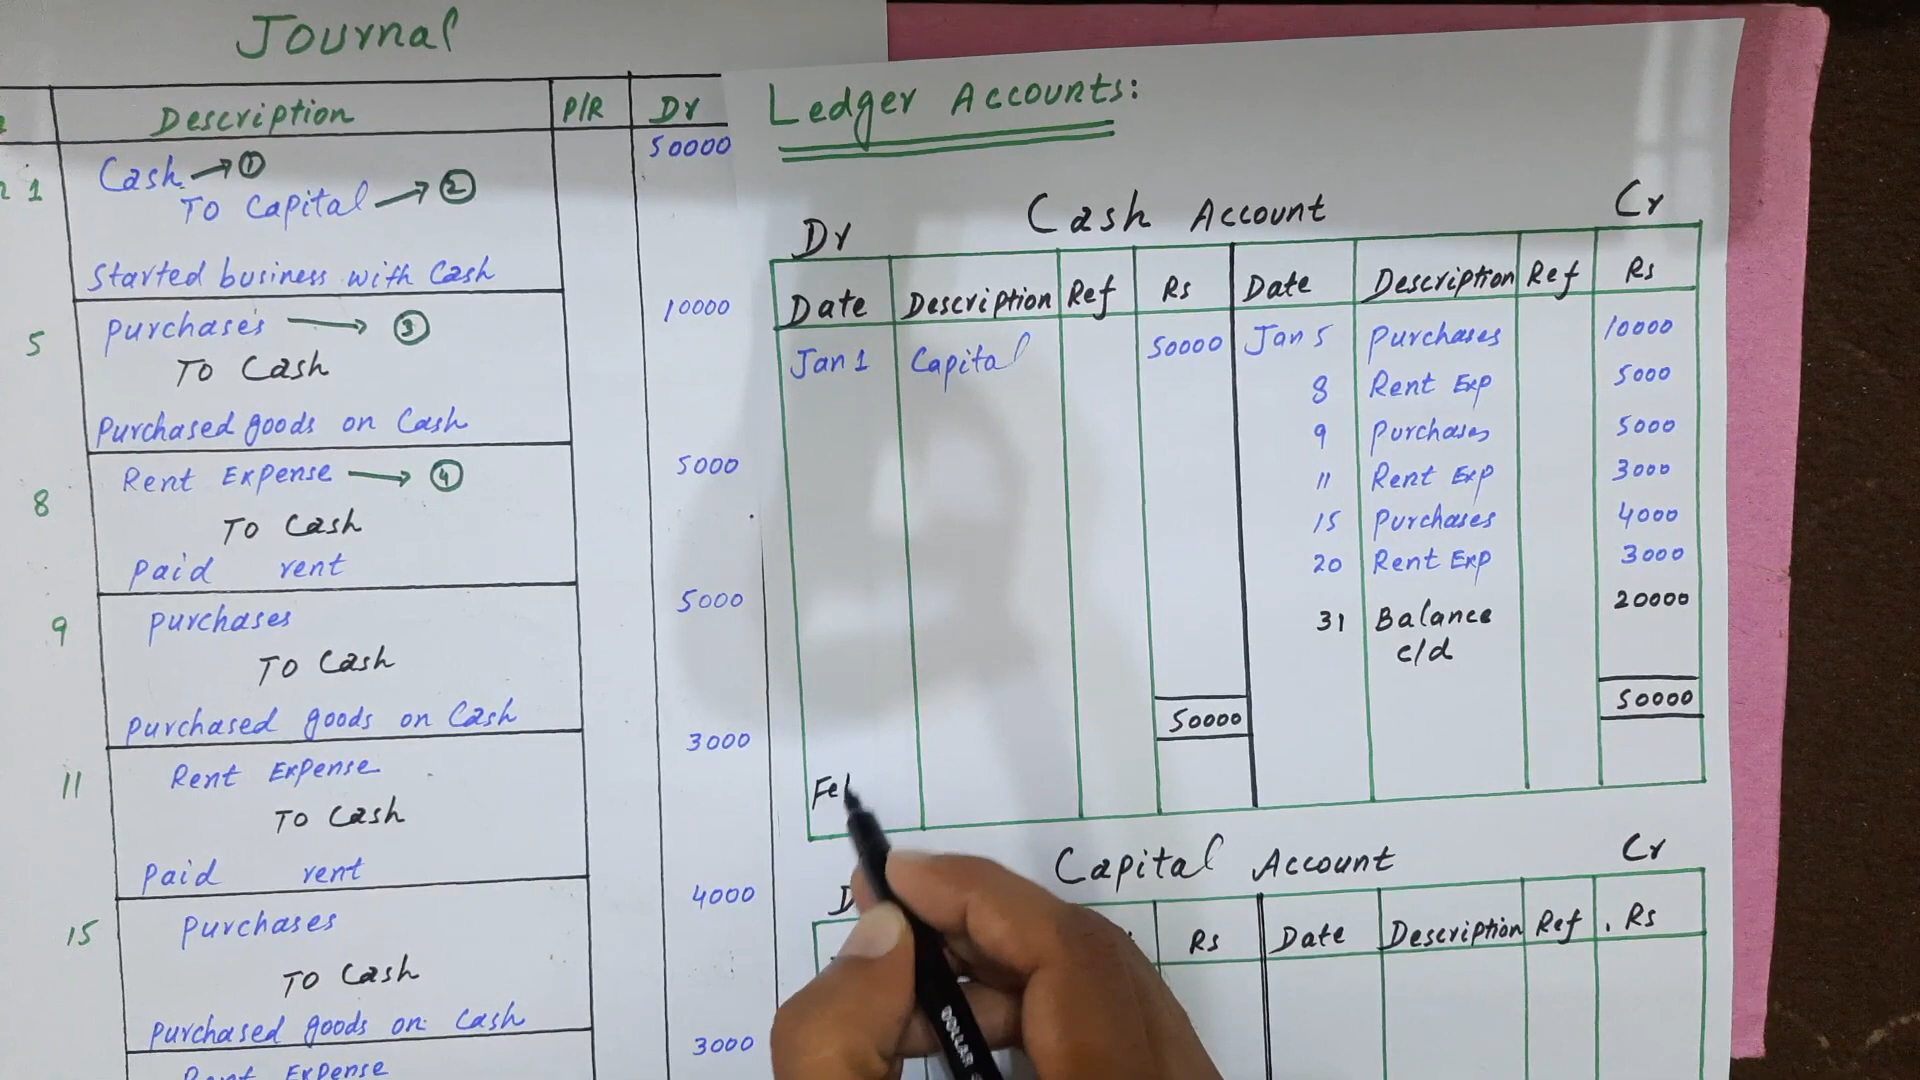 Journal
Description P/R Dr
1 Cash → ① 50000
To Capital → ②
Started business with Cash
5 Purchases → ③ 10000
To Cash
Purchased goods on Cash
8 Rent Expense → ④ 5000
To Cash
Paid rent
9 Purchases 5000
To Cash
Purchased goods on Cash
11 Rent Expense 3000
To Cash
Paid rent
15 Purchases 4000
To Cash
Purchased goods on Cash
Rent Expense 3000
Ledger Accounts:
Dr Cash Account Cr
Date Description Ref Rs Date Description Ref Rs
Jan 1 Capital 50000 Jan 5 Purchases 10000
8 Rent Exp 5000
9 Purchases 5000
11 Rent Exp 3000
15 Purchases 4000
20 Rent Exp 3000
31 Balance 20000
c/d
50000 50000
Capital Account Cr
Rs Date Description Ref Rs
DOLLAR